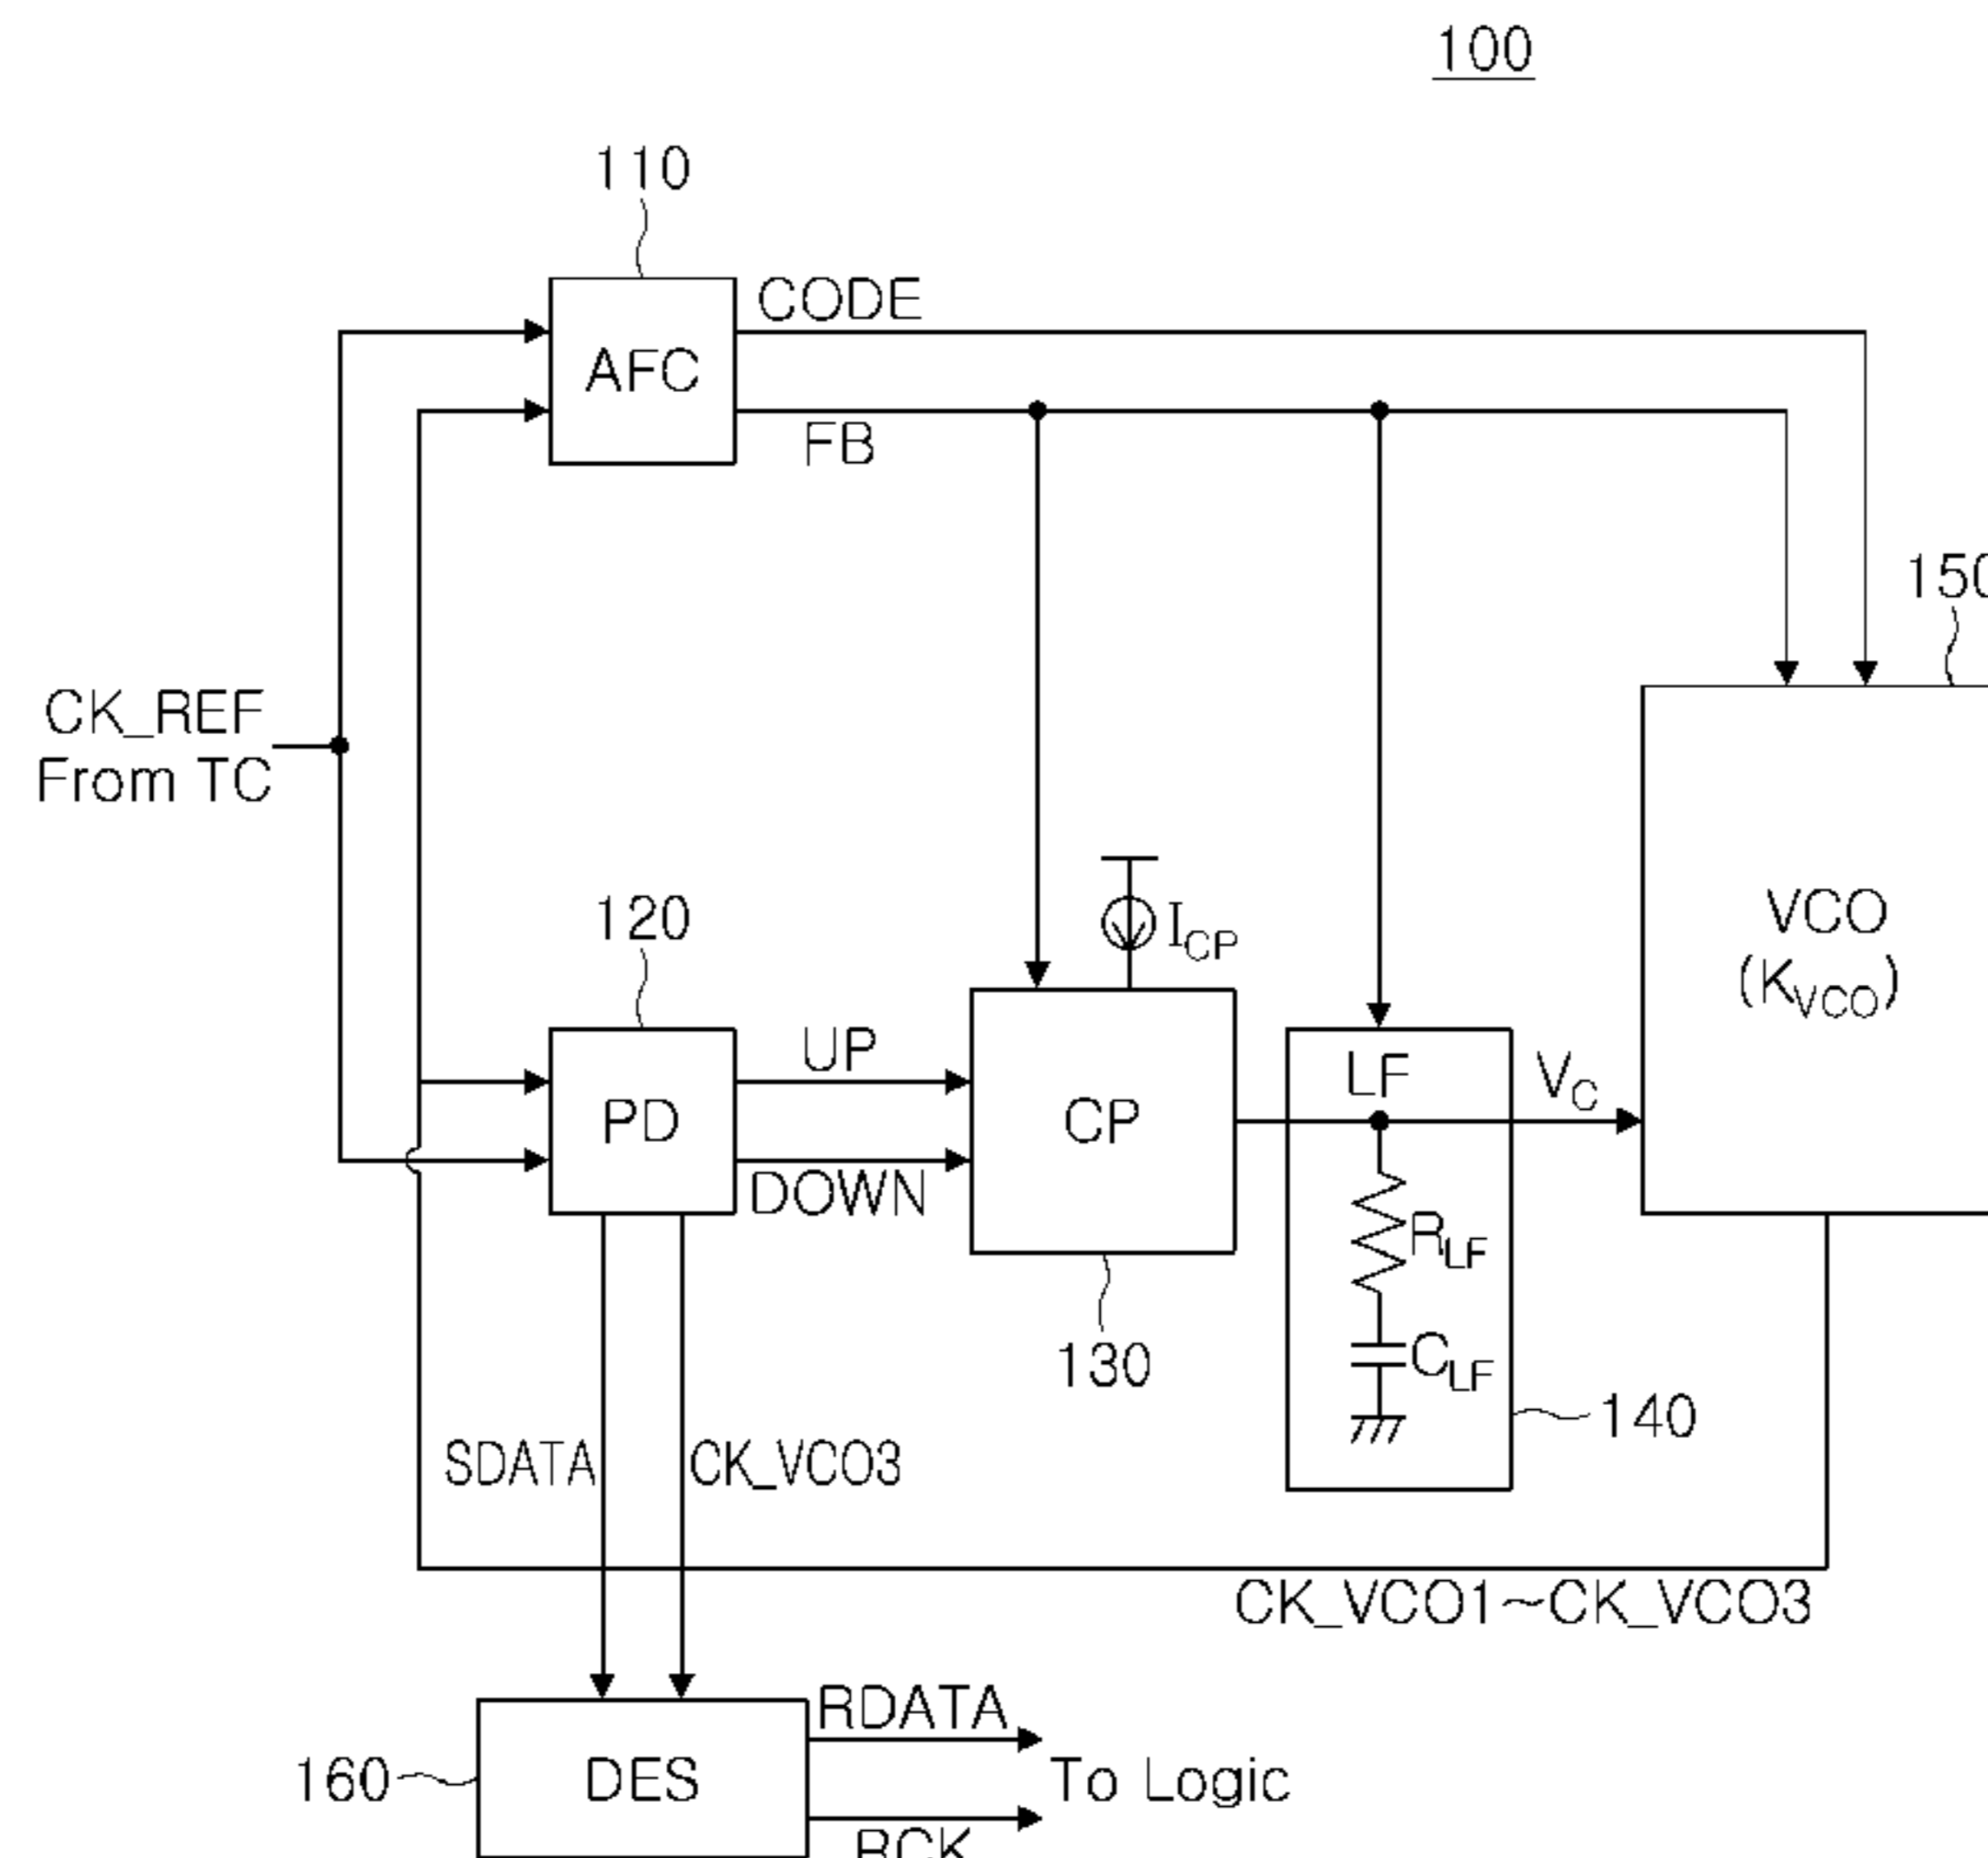 100
110
CODE
AFC
FB
150
CK_REF
From TC
120
I_CP
VCO
(K_VCO)
UP
LF
V_C
PD
CP
DOWN
R_LF
130
C_LF
140
SDATA
CK_VCO3
CK_VCO1~CK_VCO3
RDATA
160
DES
To Logic
RCK